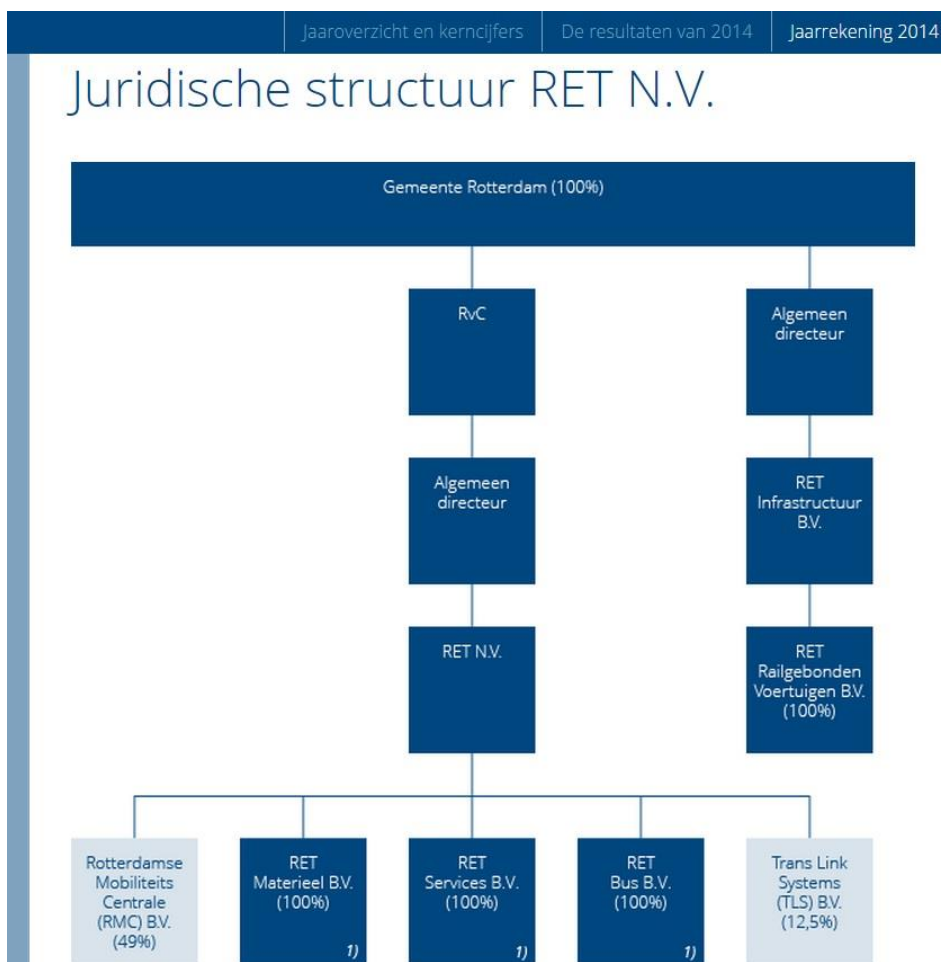 Jaaroverzicht en kerncijfers
De resultaten van 2014
Jaarrekening 2014
Juridische structuur RET N.V.
Gemeente Rotterdam (100%)
RvC
Algemeen
directeur
Algemeen
directeur
RET
Infrastructuur
B.V.
RET N.V.
RET
Railgebonden
Voertuigen B.V.
(100%)
Rotterdamse
Mobiliteits
Centrale
(RMC) B.V.
(49%)
RET
Materieel B.V.
(100%)
1)
RET
Services B.V.
(100%)
1)
RET
Bus B.V.
(100%)
1)
Trans Link
Systems
(TLS) B.V.
(12,5%)